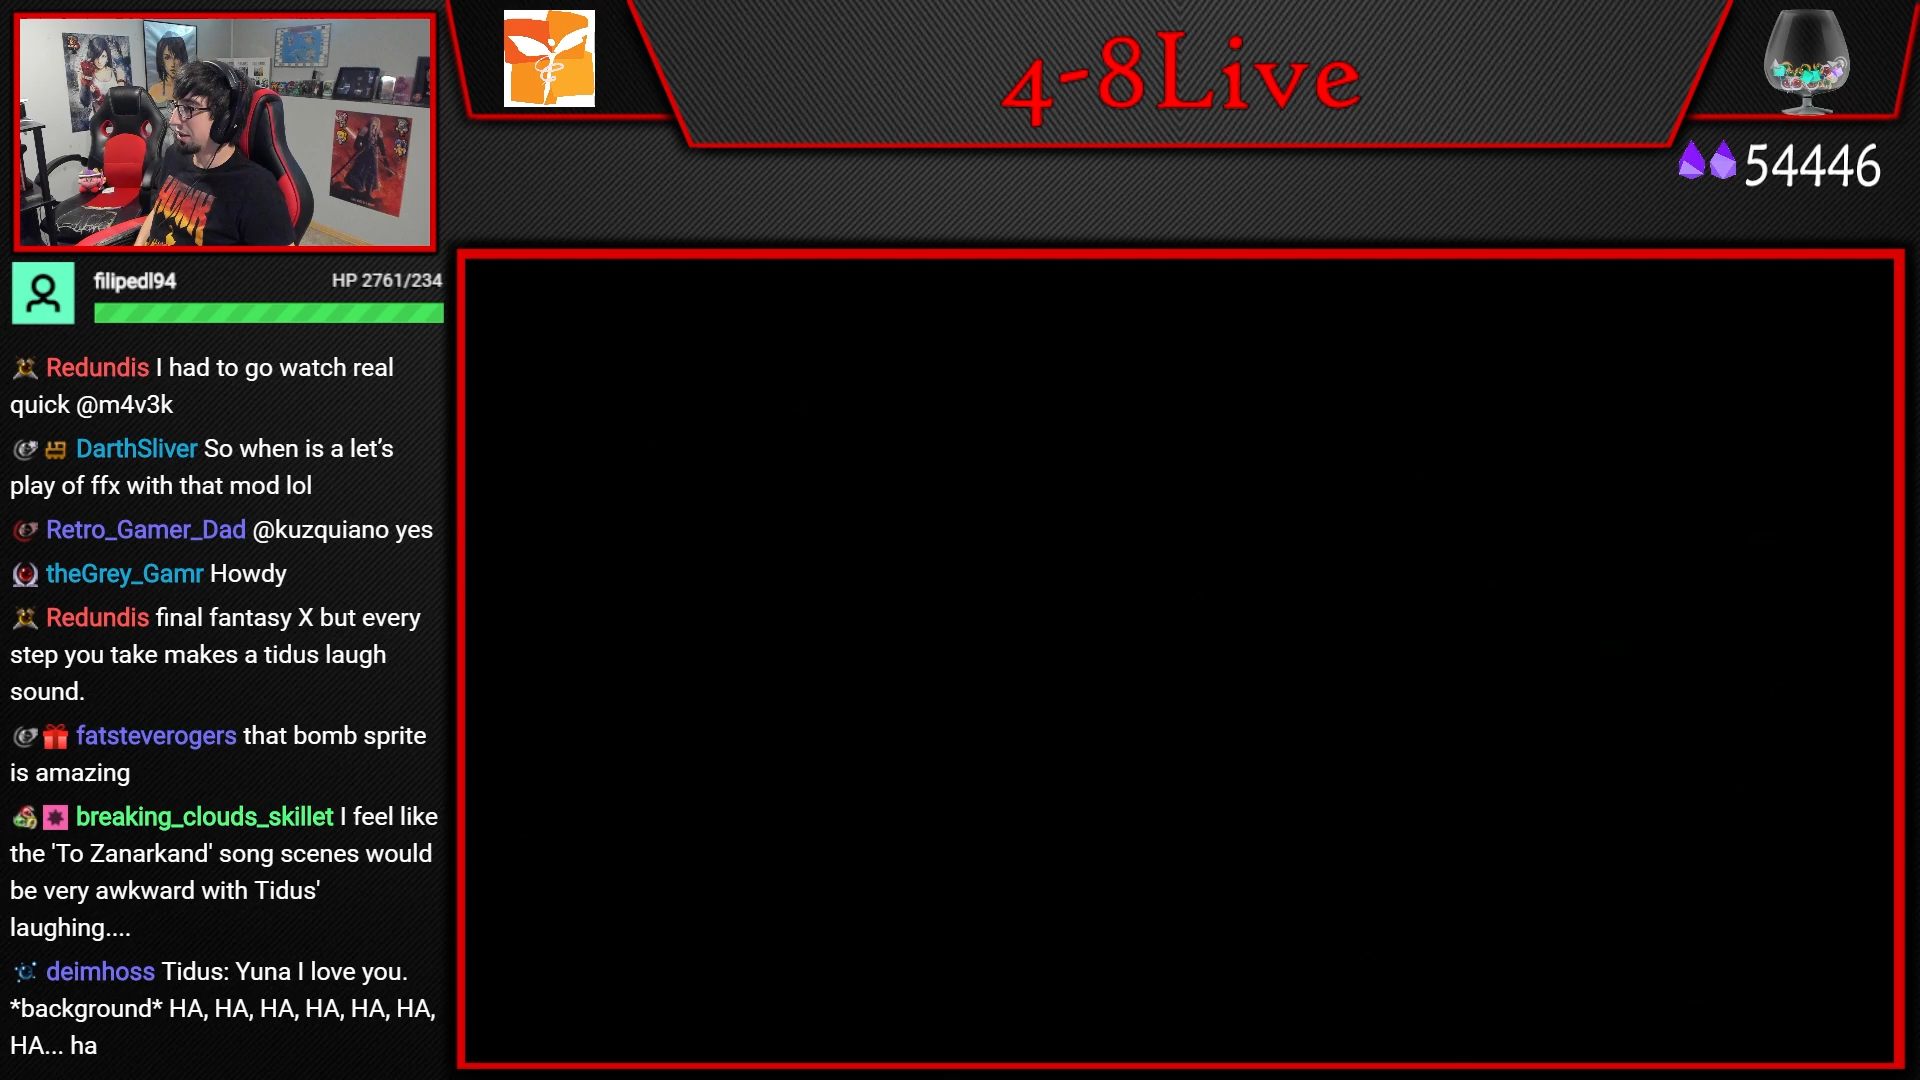 4-8Live
54446
filipedl94 HP 2761/234
Redundis I had to go watch real
quick @m4v3k
DarthSliver So when is a let’s
play of ffx with that mod lol
Retro_Gamer_Dad @kuzquiano yes
theGrey_Gamr Howdy
Redundis final fantasy X but every
step you take makes a tidus laugh
sound.
fatsteverogers that bomb sprite
is amazing
breaking_clouds_skillet I feel like
the 'To Zanarkand' song scenes would
be very awkward with Tidus'
laughing....
deimhoss Tidus: Yuna I love you.
*background* HA, HA, HA, HA, HA, HA,
HA... ha